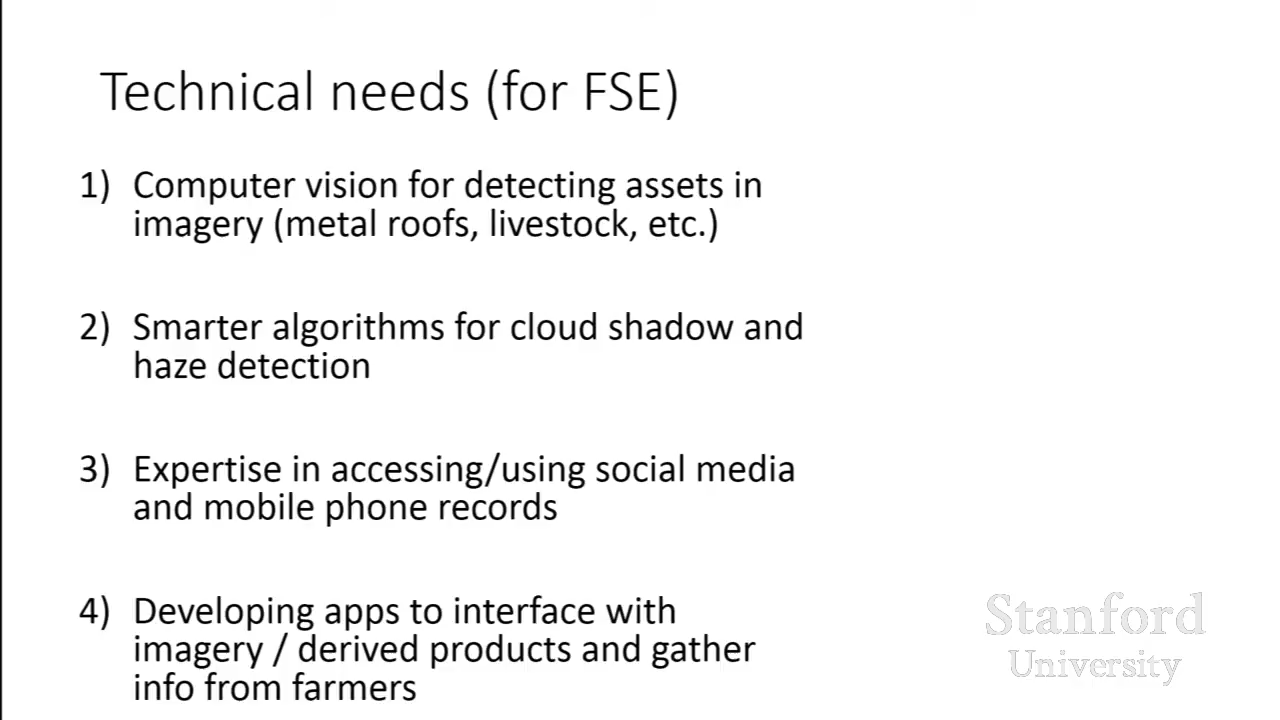 Technical needs (for FSE)
1) Computer vision for detecting assets in
imagery (metal roofs, livestock, etc.)
2) Smarter algorithms for cloud shadow and
haze detection
3) Expertise in accessing/using social media
and mobile phone records
4) Developing apps to interface with
imagery / derived products and gather
info from farmers
Stanford
University